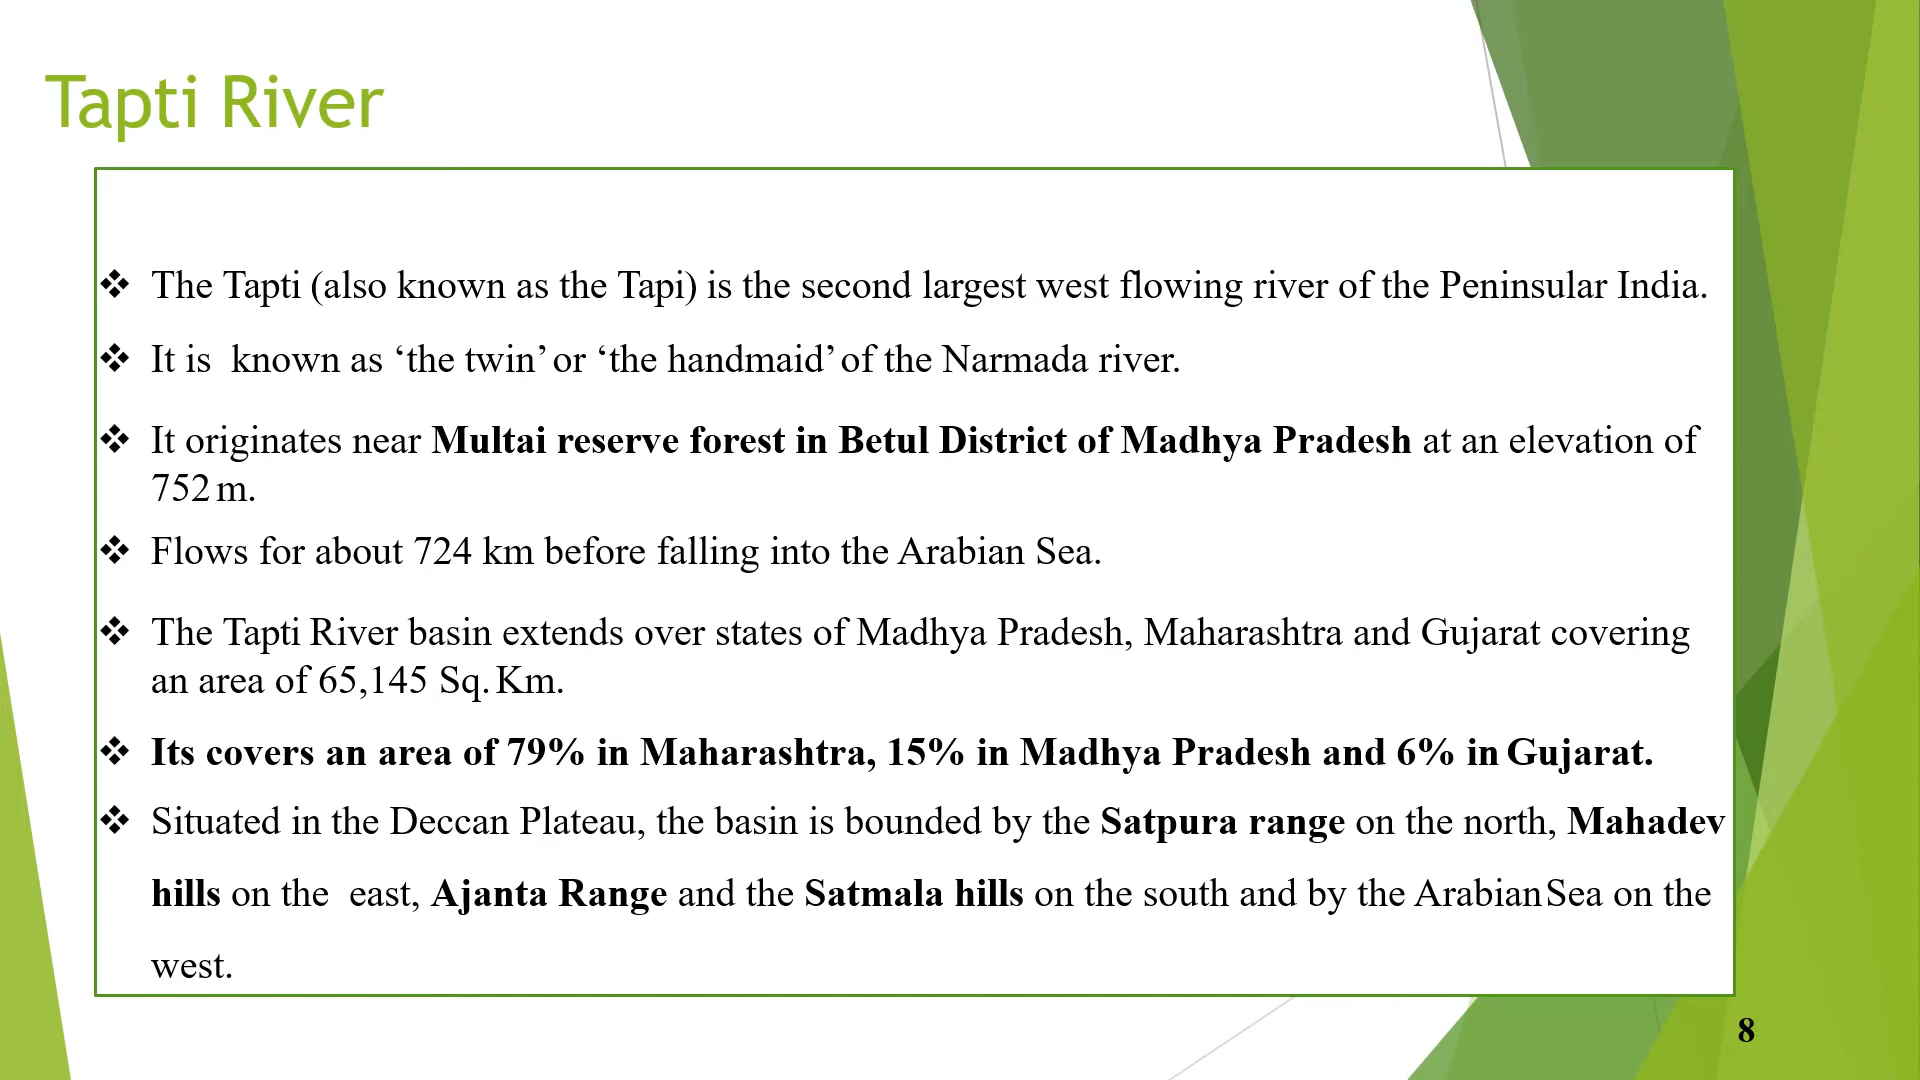 Tapti River
❖ The Tapti (also known as the Tapi) is the second largest west flowing river of the Peninsular India.
❖ It is known as ‘the twin’ or ‘the handmaid’ of the Narmada river.
❖ It originates near Multai reserve forest in Betul District of Madhya Pradesh at an elevation of
752 m.
❖ Flows for about 724 km before falling into the Arabian Sea.
❖ The Tapti River basin extends over states of Madhya Pradesh, Maharashtra and Gujarat covering
an area of 65,145 Sq. Km.
❖ Its covers an area of 79% in Maharashtra, 15% in Madhya Pradesh and 6% in Gujarat.
❖ Situated in the Deccan Plateau, the basin is bounded by the Satpura range on the north, Mahadev
hills on the east, Ajanta Range and the Satmala hills on the south and by the Arabian Sea on the
west.
8